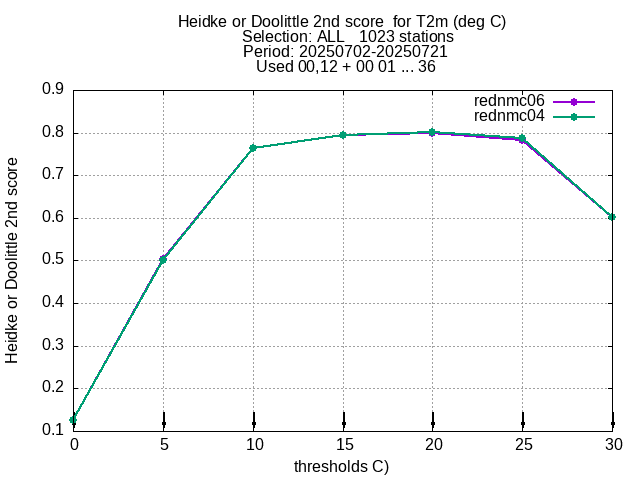 Heidke or Doolittle 2nd score  for T2m (deg C)
Selection: ALL   1023 stations
Period: 20250702-20250721
Used 00,12 + 00 01 ... 36
rednmc06
rednmc04
Heidke or Doolittle 2nd score
0.9
0.8
0.7
0.6
0.5
0.4
0.3
0.2
0.1
0 5 10 15 20 25 30
thresholds C)